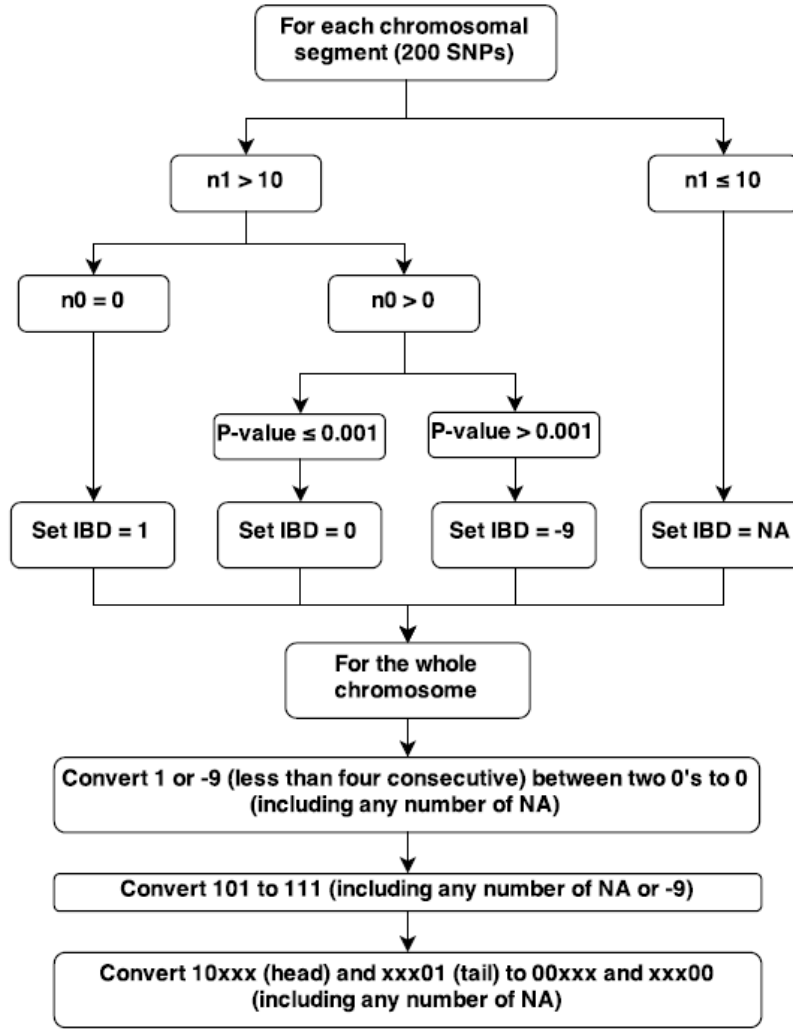 For each chromosomal
segment (200 SNPs)
n1 > 10
n1 ≤ 10
n0 = 0
n0 > 0
P-value ≤ 0.001
P-value > 0.001
Set IBD = 1
Set IBD = 0
Set IBD = -9
Set IBD = NA
For the whole
chromosome
Convert 1 or -9 (less than four consecutive) between two 0's to 0
(including any number of NA)
Convert 101 to 111 (including any number of NA or -9)
Convert 10xxx (head) and xxx01 (tail) to 00xxx and xxx00
(including any number of NA)